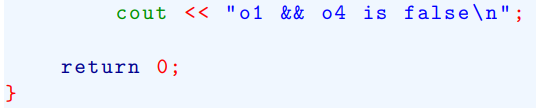 cout << "o1 && o4 is false\n";
return 0;
}